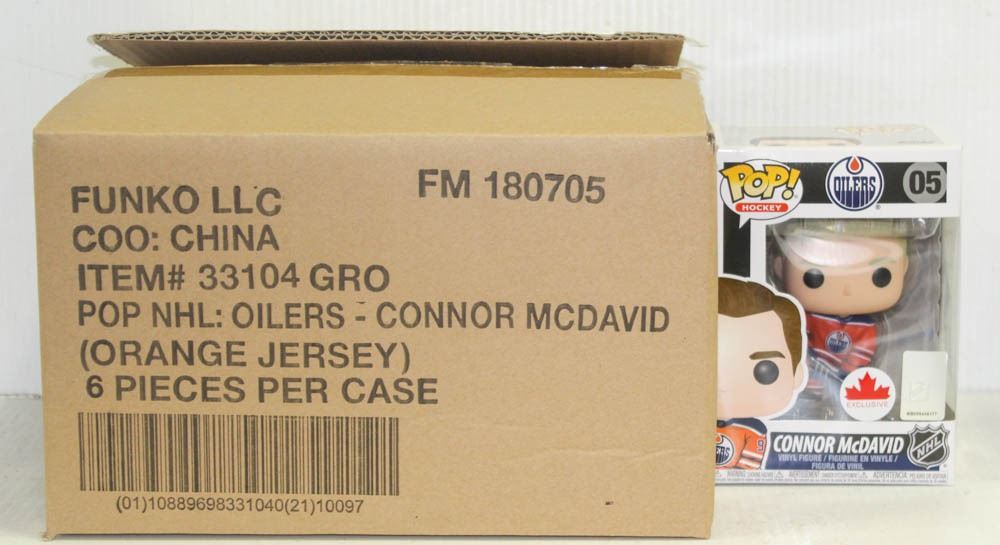 FUNKO LLC
FM 180705
COO: CHINA
ITEM# 33104 GRO
POP NHL: OILERS - CONNOR MCDAVID
(ORANGE JERSEY)
6 PIECES PER CASE
(01)10889698331040(21)10097
POP!
HOCKEY
OILERS
05
EXCLUSIVE
CONNOR McDAVID
NHL
VINYL FIGURE / FIGURINE EN VINYLE /
FIGURA DE VINIL